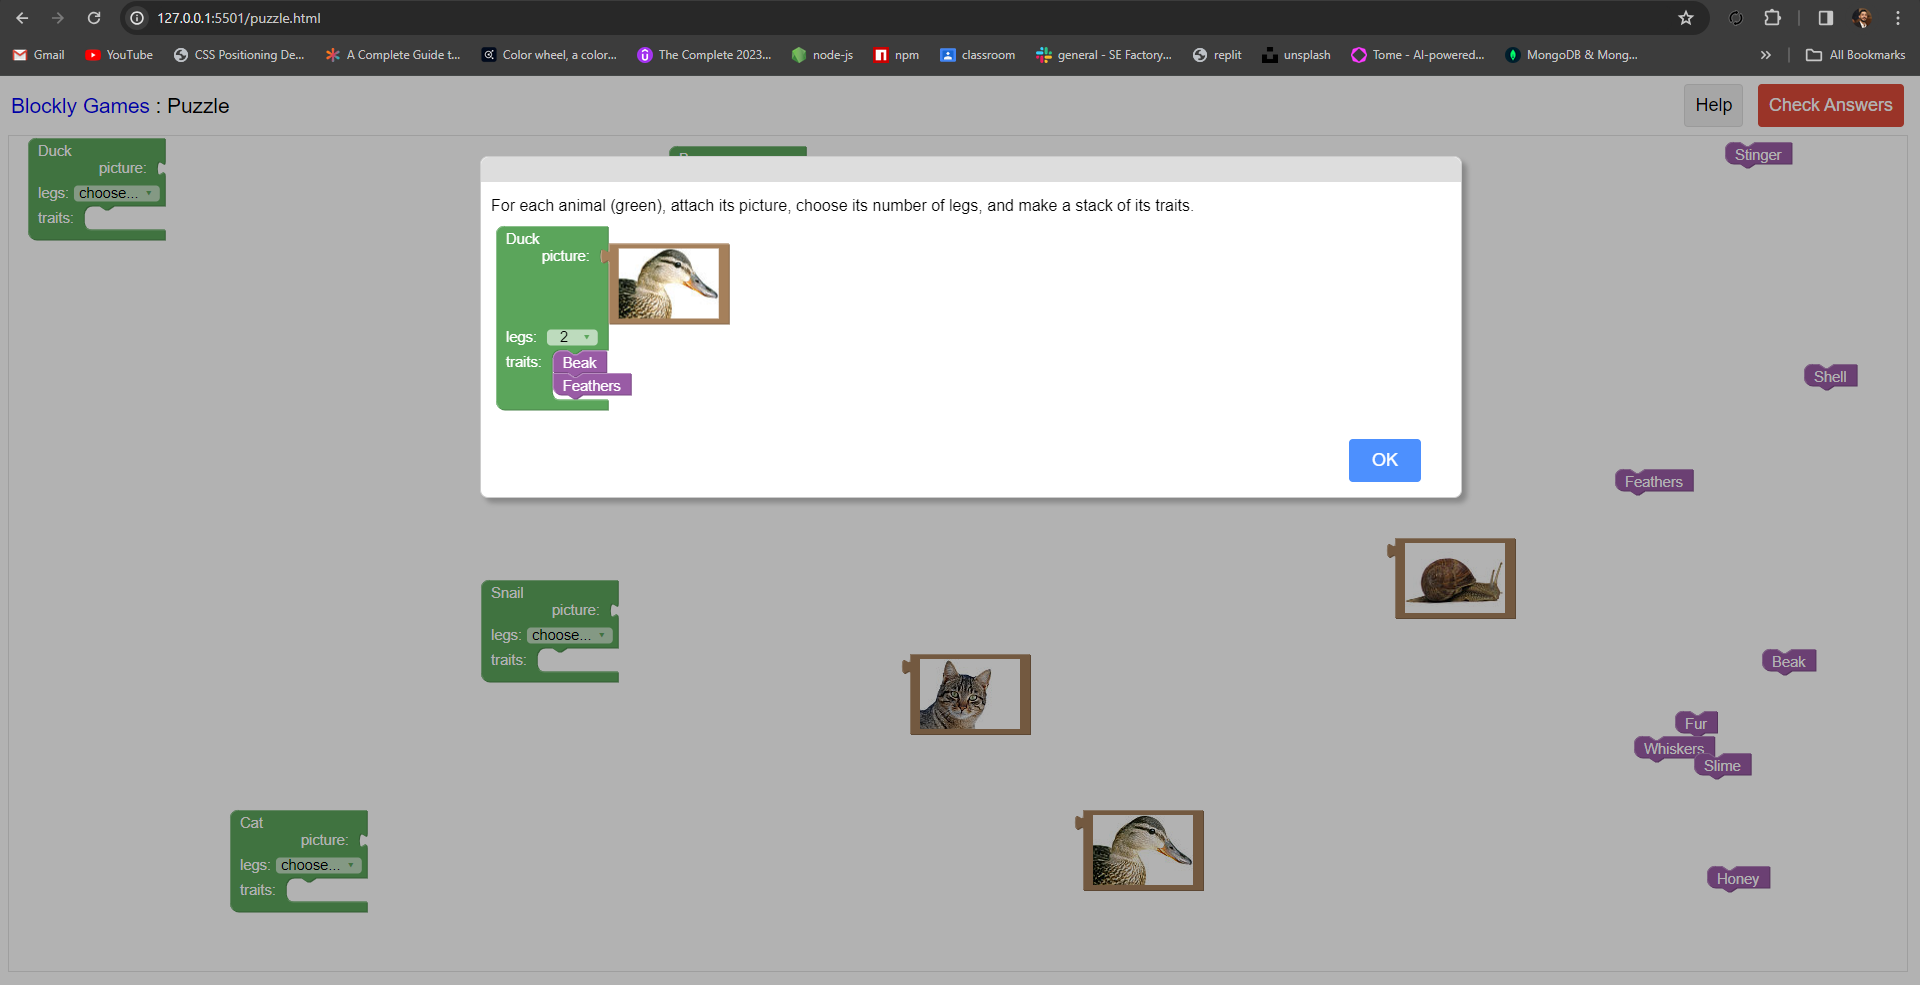 127.0.0.1:5501/puzzle.html
Gmail YouTube CSS Positioning De... A Complete Guide t... Color wheel, a color... The Complete 2023... node-js npm classroom general - SE Factory... replit unsplash Tome - AI-powered... MongoDB & Mong... » All Bookmarks
Blockly Games : Puzzle
Help
Check Answers
Duck
picture:
legs: choose...
traits:
Stinger
For each animal (green), attach its picture, choose its number of legs, and make a stack of its traits.
Duck
picture:
legs: 2
traits: Beak
Feathers
OK
Shell
Feathers
Snail
picture:
legs: choose...
traits:
Beak
Fur
Whiskers
Slime
Cat
picture:
legs: choose...
traits:
Honey